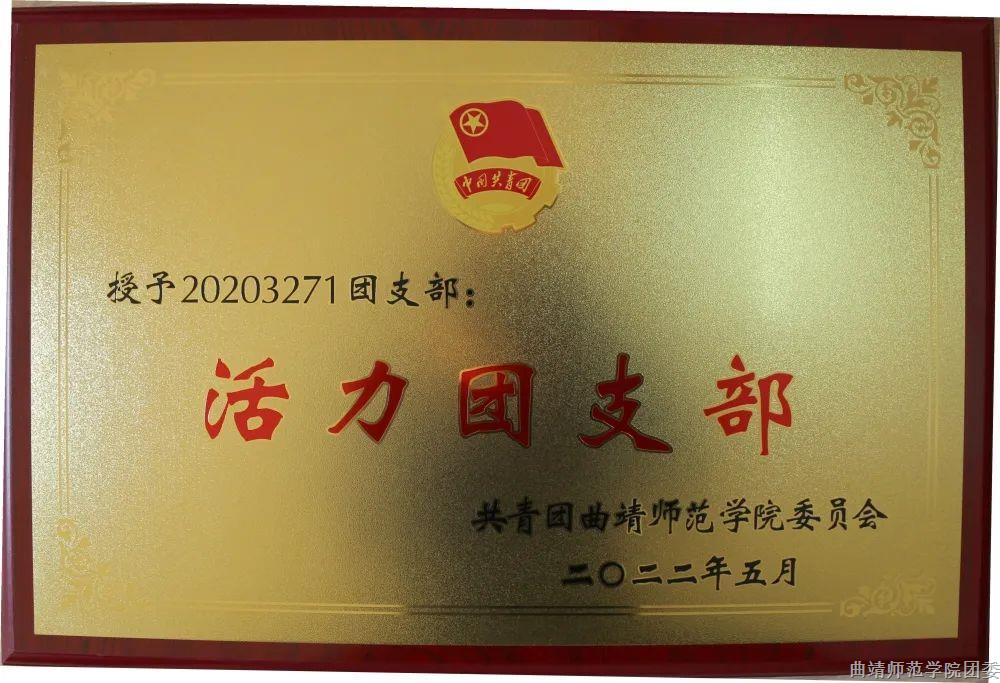 中国共青团
授予20203271团支部：
活力团支部
共青团曲靖师范学院委员会
二〇二二年五月
曲靖师范学院团委